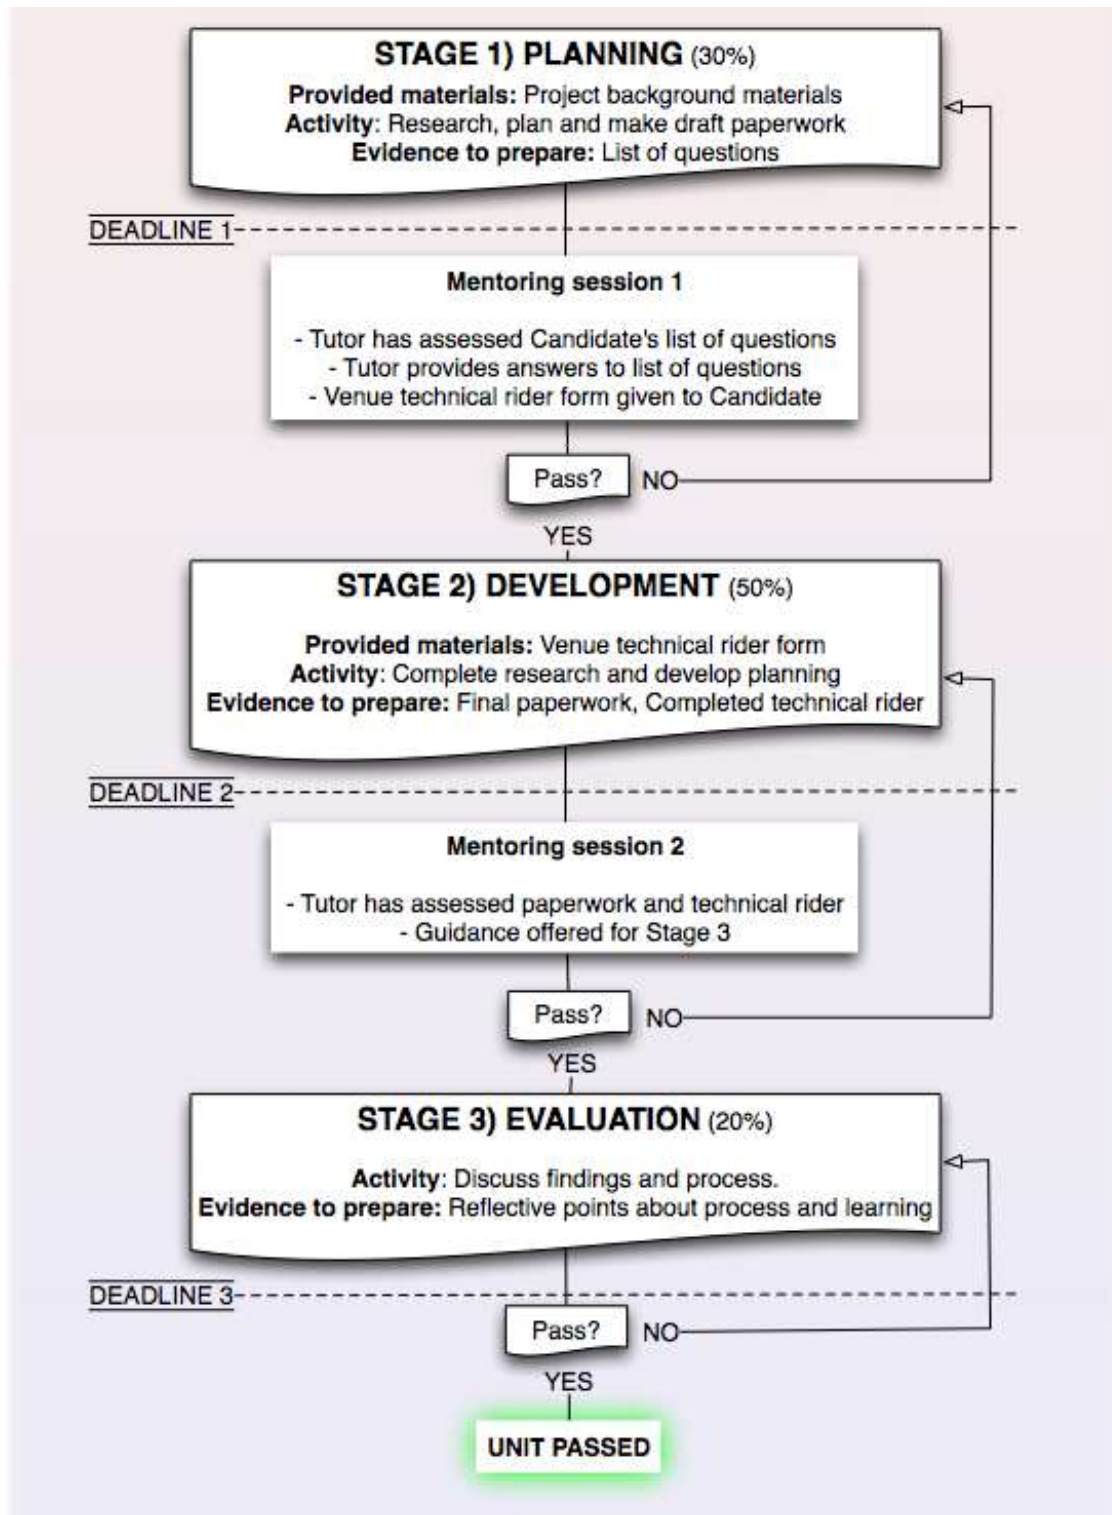 STAGE 1) PLANNING (30%)
Provided materials: Project background materials
Activity: Research, plan and make draft paperwork
Evidence to prepare: List of questions
DEADLINE 1
Mentoring session 1
- Tutor has assessed Candidate's list of questions
- Tutor provides answers to list of questions
- Venue technical rider form given to Candidate
Pass? NO
YES
STAGE 2) DEVELOPMENT (50%)
Provided materials: Venue technical rider form
Activity: Complete research and develop planning
Evidence to prepare: Final paperwork, Completed technical rider
DEADLINE 2
Mentoring session 2
- Tutor has assessed paperwork and technical rider
- Guidance offered for Stage 3
Pass? NO
YES
STAGE 3) EVALUATION (20%)
Activity: Discuss findings and process.
Evidence to prepare: Reflective points about process and learning
DEADLINE 3
Pass? NO
YES
UNIT PASSED